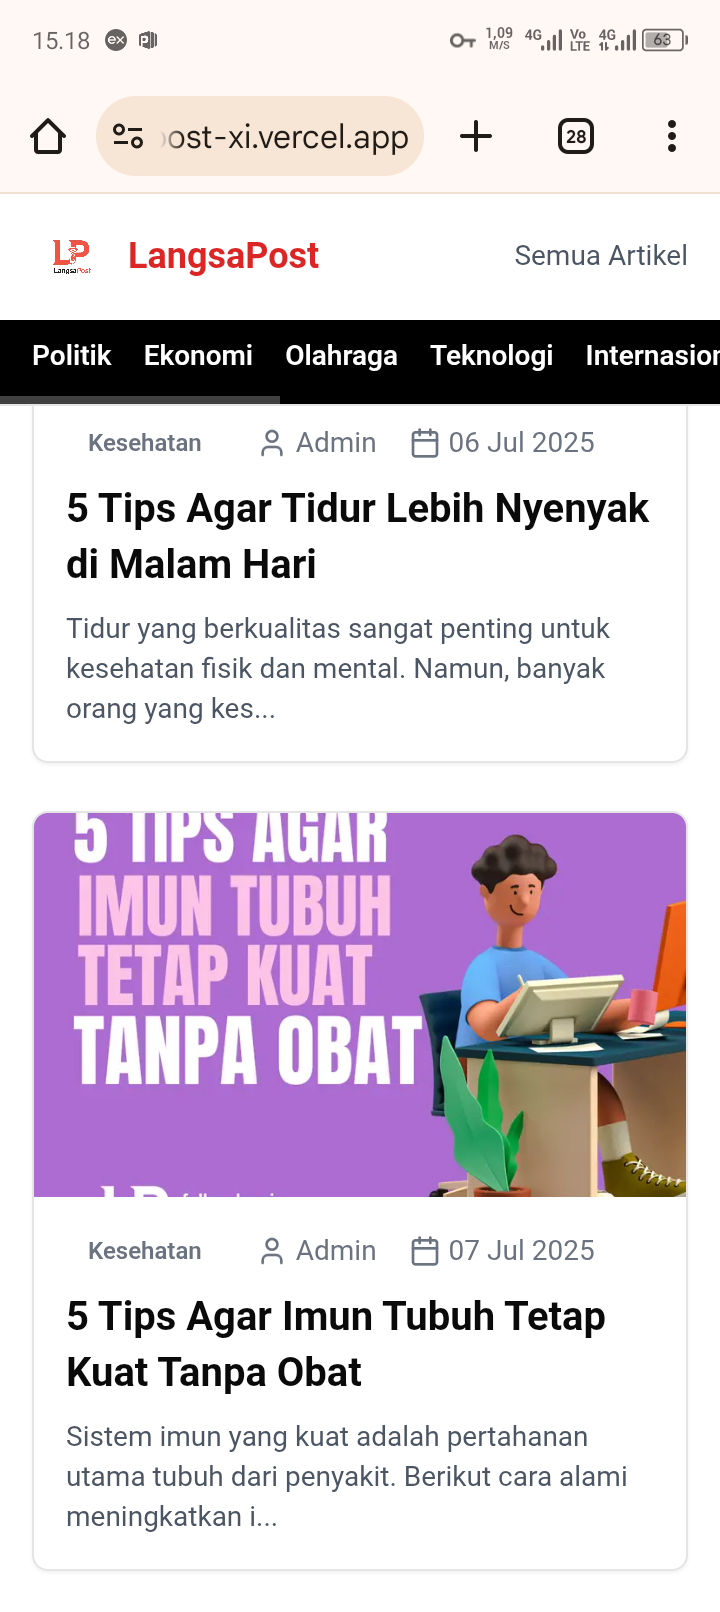 15.18
1,09
M/S
4G
Vo
LTE
4G
63
ost-xi.vercel.app
28
LP
LangsaPost
LangsaPost
Semua Artikel
Politik
Ekonomi
Olahraga
Teknologi
Internasion
Kesehatan
Admin
06 Jul 2025
5 Tips Agar Tidur Lebih Nyenyak
di Malam Hari
Tidur yang berkualitas sangat penting untuk
kesehatan fisik dan mental. Namun, banyak
orang yang kes...
5 TIPS AGAR
IMUN TUBUH
TETAP KUAT
TANPA OBAT
Kesehatan
Admin
07 Jul 2025
5 Tips Agar Imun Tubuh Tetap
Kuat Tanpa Obat
Sistem imun yang kuat adalah pertahanan
utama tubuh dari penyakit. Berikut cara alami
meningkatkan i...